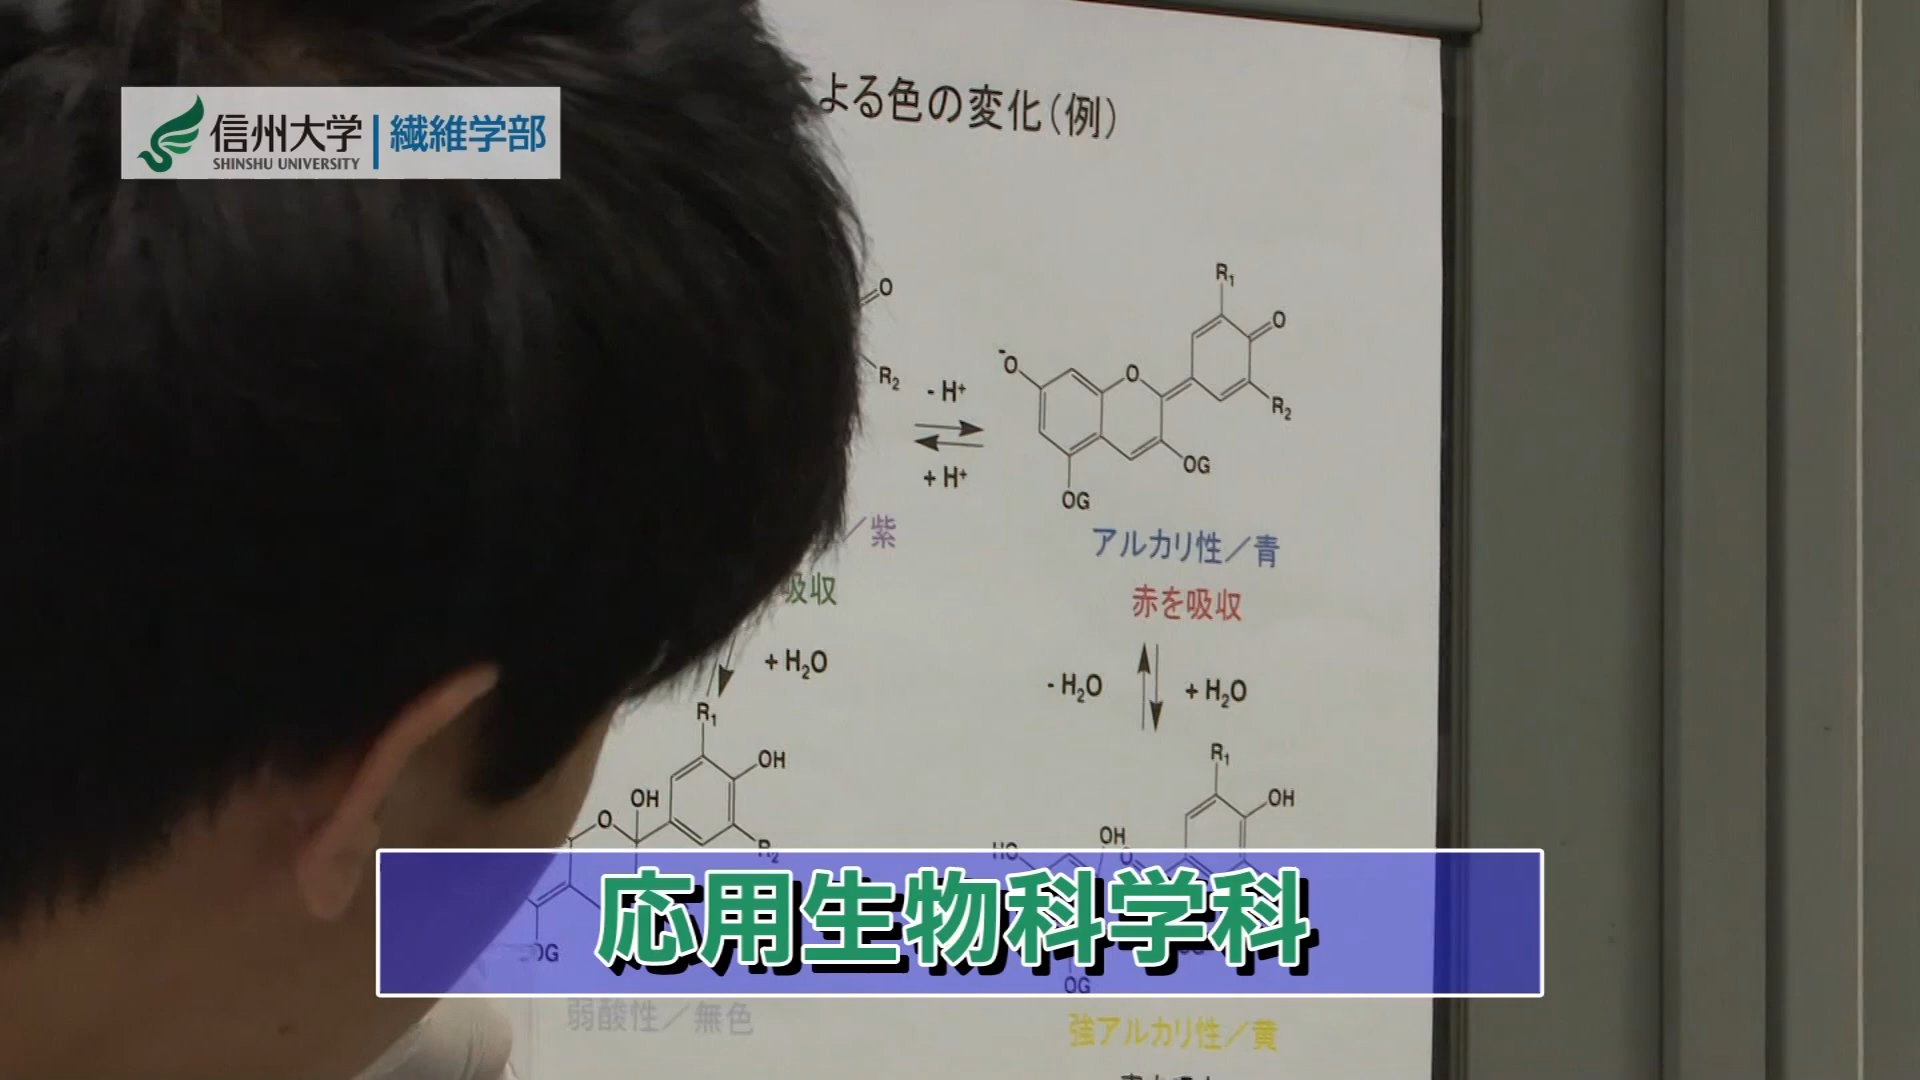 信州大学 | 繊維学部
SHINSHU UNIVERSITY
よる色の変化(例)
O
R2
- H+
+ H+
R1
O
-O
O
R2
OG
OG
/紫
吸収
アルカリ性/青
赤を吸収
+ H2O
- H2O
+ H2O
R1
OH
OH
O
R2
OG
R1
OH
OH
HO
O
OG
応用生物科学科
弱酸性/無色
強アルカリ性/黄